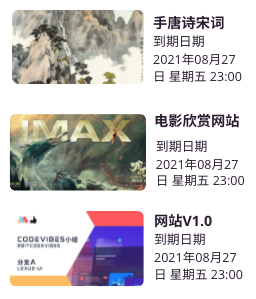 手唐诗宋词
到期日期
2021年08月27
日 星期五 23:00
IMAX
电影欣赏网站
到期日期
2021年08月27
日 星期五 23:00
CODEVIBES小组
@BITCODEVIBES
分支A
LEXUE-UI
网站V1.0
到期日期
2021年08月27
日 星期五 23:00